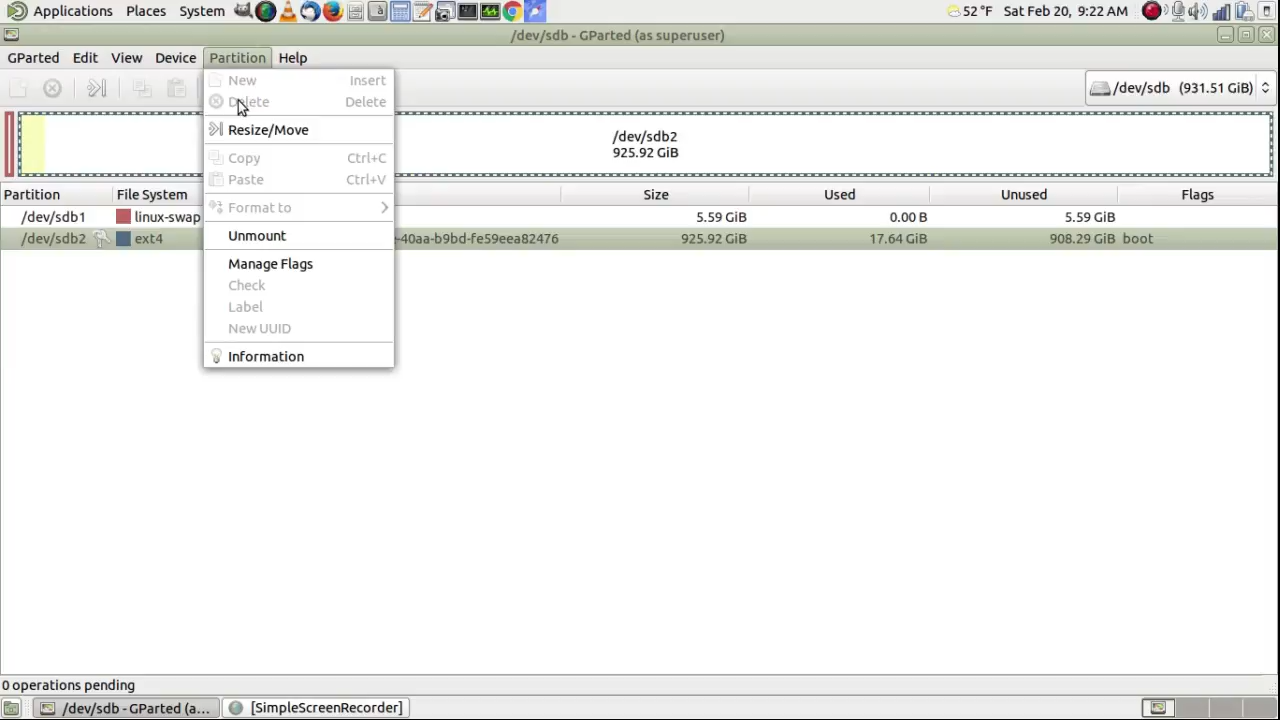 Applications Places System 52 °F Sat Feb 20, 9:22 AM
/dev/sdb - GParted (as superuser)
GParted Edit View Device Partition Help
New Insert
Delete Delete
Resize/Move
Copy Ctrl+C
Paste Ctrl+V
Format to
Unmount
Manage Flags
Check
Label
New UUID
Information
/dev/sdb (931.51 GiB)
/dev/sdb2
925.92 GiB
Partition File System Size Used Unused Flags
/dev/sdb1 linux-swap 5.59 GiB 0.00 B 5.59 GiB
/dev/sdb2 ext4 -40aa-b9bd-fe59eea82476 925.92 GiB 17.64 GiB 908.29 GiB boot
0 operations pending
/dev/sdb - GParted (a... [SimpleScreenRecorder]